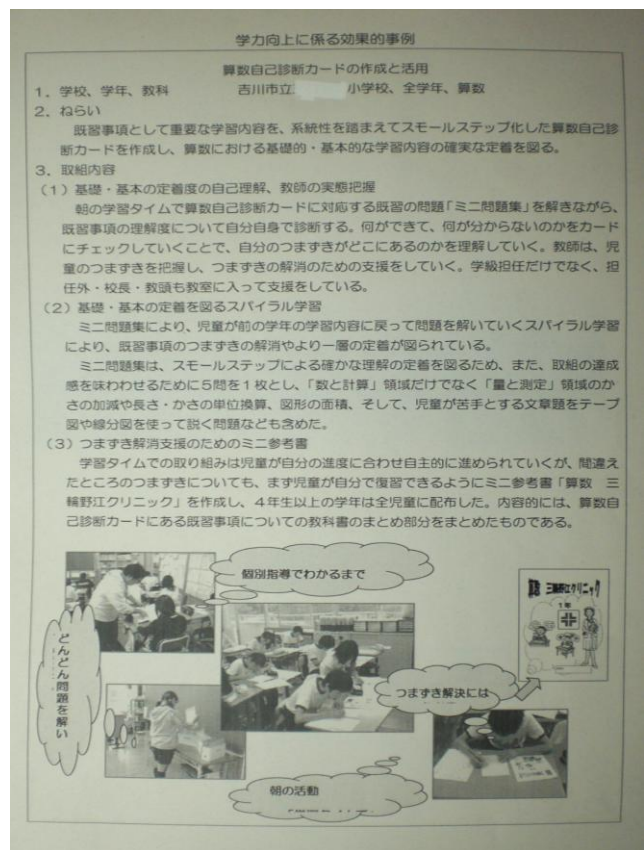 学力向上に係る効果的事例
算数自己診断カードの作成と活用
1．学校、学年、教科　吉川市立　小学校、全学年、算数
2．ねらい
既習事項として重要な学習内容を、系統性を踏まえてスモールステップ化した算数自己診
断カードを作成し、算数における基礎的・基本的な学習内容の確実な定着を図る。
3．取組内容
（1）基礎・基本の定着度の自己理解、教師の実態把握
朝の学習タイムで算数自己診断カードに対応する既習の問題「ミニ問題集」を解きながら、
既習事項の理解度について自分自身で診断する。何ができて、何が分からないのかをカード
にチェックしていくことで、自分のつまずきがどこにあるのかを理解していく。教師は、児
童のつまずきを把握し、つまずきの解消のための支援をしていく。学級担任だけでなく、担
任外・校長・教頭も教室に入って支援をしている。
（2）基礎・基本の定着を図るスパイラル学習
ミニ問題集により、児童が前の学年の学習内容に戻って問題を解いていくスパイラル学習
により、既習事項のつまずきの解消やより一層の定着が図られている。
ミニ問題集は、スモールステップによる確かな理解の定着を図るため、また、取組の達成
感を味わわせるために5問を1枚とし、「数と計算」領域だけでなく「量と測定」領域のか
さの加減や長さ・かさの単位換算、図形の面積、そして、児童が苦手とする文章題をテープ
図や線分図を使って説く問題なども含めた。
（3）つまずき解消支援のためのミニ参考書
学習タイムでの取り組みは児童が自分の進度に合わせ自主的に進められていくが、間違え
たところのつまずきについても、まず児童が自分で復習できるようにミニ参考書「算数　三
輪野江クリニック」を作成し、4年生以上の学年は全児童に配布した。内容的には、算数自
己診断カードにある既習事項についての教科書のまとめ部分をまとめたものである。
個別指導でわかるまで
算数 三輪野江クリニック
1年
どんどん問題を解い
つまずき解決には
朝の活動